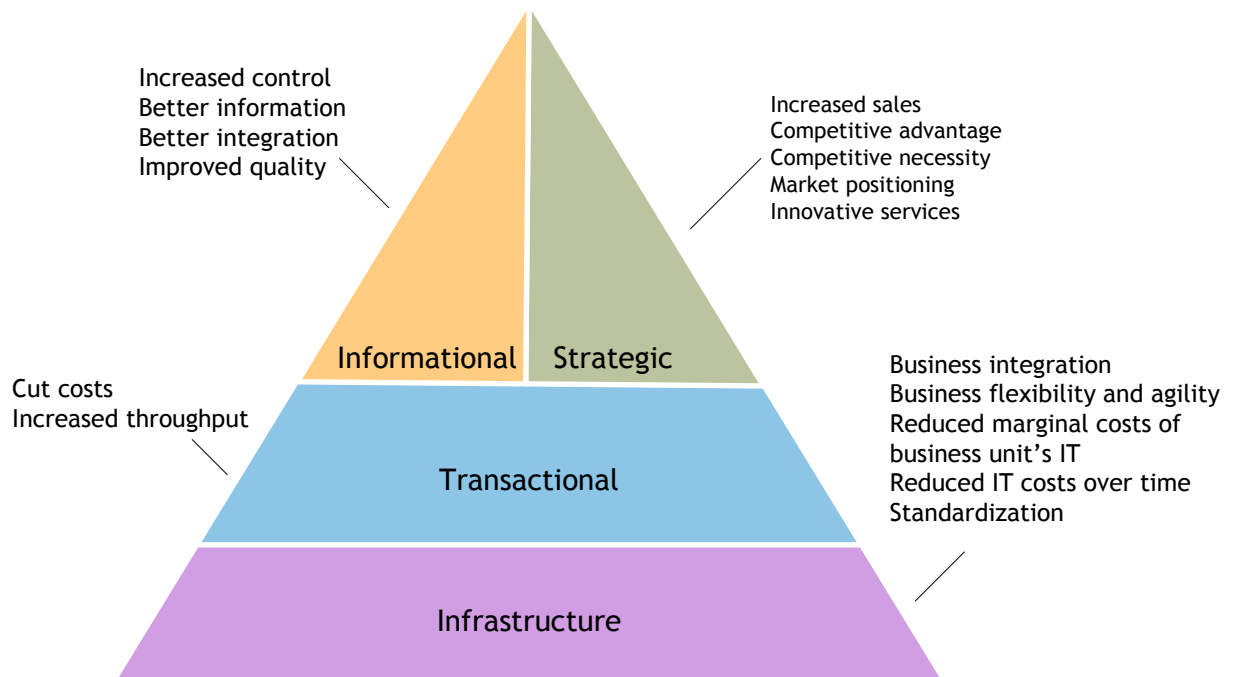 Increased control
Better information
Better integration
Improved quality
Increased sales
Competitive advantage
Competitive necessity
Market positioning
Innovative services
Informational
Strategic
Cut costs
Increased throughput
Business integration
Business flexibility and agility
Reduced marginal costs of
business unit’s IT
Reduced IT costs over time
Standardization
Transactional
Infrastructure